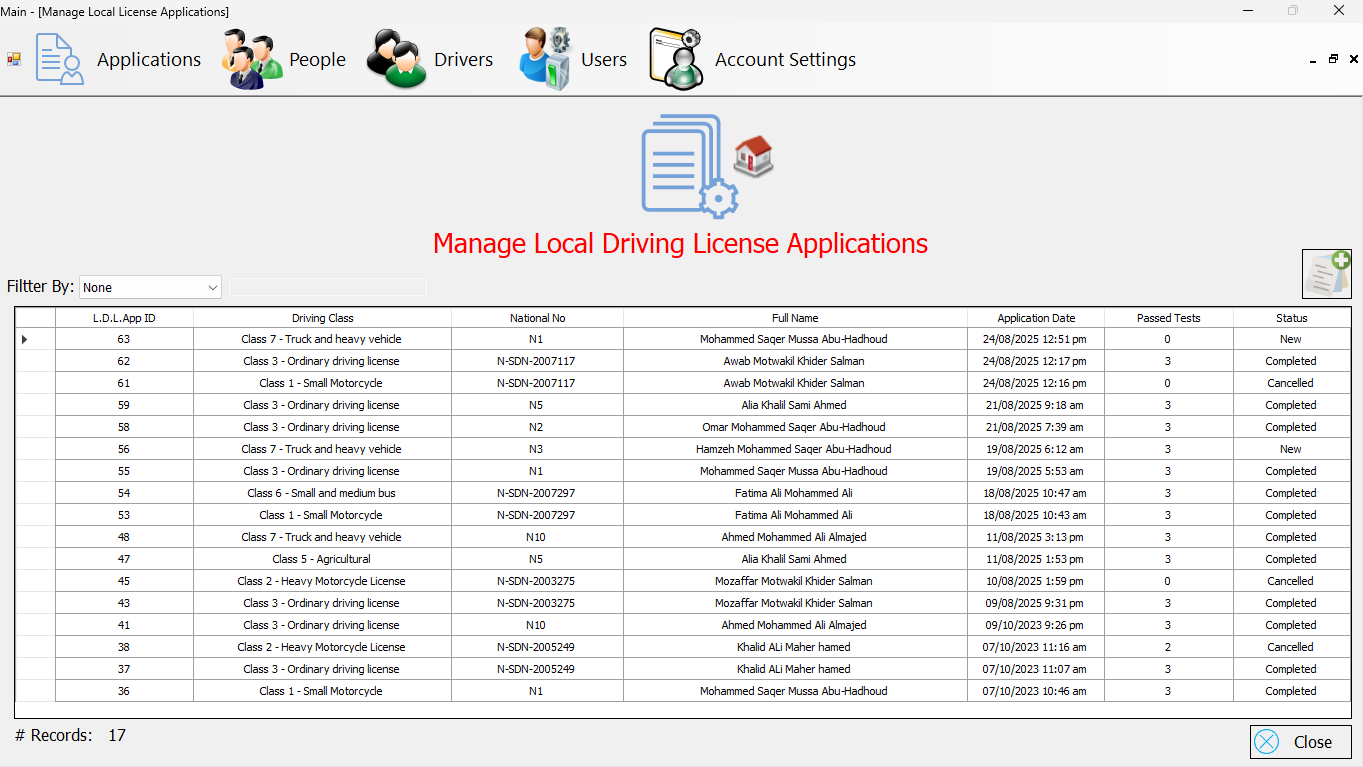 Main - [Manage Local License Applications]
Applications People Drivers Users Account Settings
Manage Local Driving License Applications
Filtter By: None
L.D.L.App ID Driving Class National No Full Name Application Date Passed Tests Status
63 Class 7 - Truck and heavy vehicle N1 Mohammed Saqer Mussa Abu-Hadhoud 24/08/2025 12:51 pm 0 New
62 Class 3 - Ordinary driving license N-SDN-2007117 Awab Motwakil Khider Salman 24/08/2025 12:17 pm 3 Completed
61 Class 1 - Small Motorcycle N-SDN-2007117 Awab Motwakil Khider Salman 24/08/2025 12:16 pm 0 Cancelled
59 Class 3 - Ordinary driving license N5 Alia Khalil Sami Ahmed 21/08/2025 9:18 am 3 Completed
58 Class 3 - Ordinary driving license N2 Omar Mohammed Saqer Abu-Hadhoud 21/08/2025 7:39 am 3 Completed
56 Class 7 - Truck and heavy vehicle N3 Hamzeh Mohammed Saqer Abu-Hadhoud 19/08/2025 6:12 am 3 New
55 Class 3 - Ordinary driving license N1 Mohammed Saqer Mussa Abu-Hadhoud 19/08/2025 5:53 am 3 Completed
54 Class 6 - Small and medium bus N-SDN-2007297 Fatima Ali Mohammed Ali 18/08/2025 10:47 am 3 Completed
53 Class 1 - Small Motorcycle N-SDN-2007297 Fatima Ali Mohammed Ali 18/08/2025 10:43 am 3 Completed
48 Class 7 - Truck and heavy vehicle N10 Ahmed Mohammed Ali Almajed 11/08/2025 3:13 pm 3 Completed
47 Class 5 - Agricultural N5 Alia Khalil Sami Ahmed 11/08/2025 1:53 pm 3 Completed
45 Class 2 - Heavy Motorcycle License N-SDN-2003275 Mozaffar Motwakil Khider Salman 10/08/2025 1:59 pm 0 Cancelled
43 Class 3 - Ordinary driving license N-SDN-2003275 Mozaffar Motwakil Khider Salman 09/08/2025 9:31 pm 3 Completed
41 Class 3 - Ordinary driving license N10 Ahmed Mohammed Ali Almajed 09/10/2023 9:26 pm 3 Completed
38 Class 2 - Heavy Motorcycle License N-SDN-2005249 Khalid ALi Maher hamed 07/10/2023 11:16 am 2 Cancelled
37 Class 3 - Ordinary driving license N-SDN-2005249 Khalid ALi Maher hamed 07/10/2023 11:07 am 3 Completed
36 Class 1 - Small Motorcycle N1 Mohammed Saqer Mussa Abu-Hadhoud 07/10/2023 10:46 am 3 Completed
# Records: 17
Close